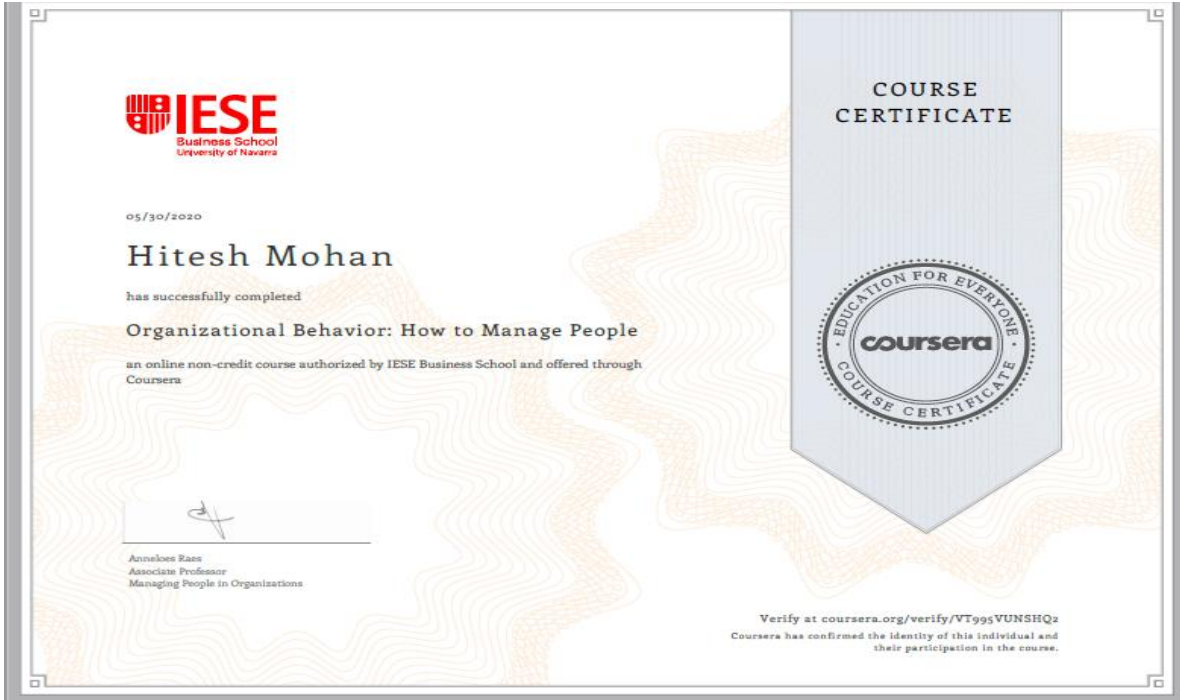 IESE
Business School
University of Navarra
05/30/2020
Hitesh Mohan
has successfully completed
Organizational Behavior: How to Manage People
an online non-credit course authorized by IESE Business School and offered through
Coursera
Anneloes Raes
Associate Professor
Managing People in Organizations
COURSE
CERTIFICATE
EDUCATION FOR EVERYONE
coursera
COURSE CERTIFICATE
Verify at coursera.org/verify/VT995VUNSHQ2
Coursera has confirmed the identity of this individual and
their participation in the course.